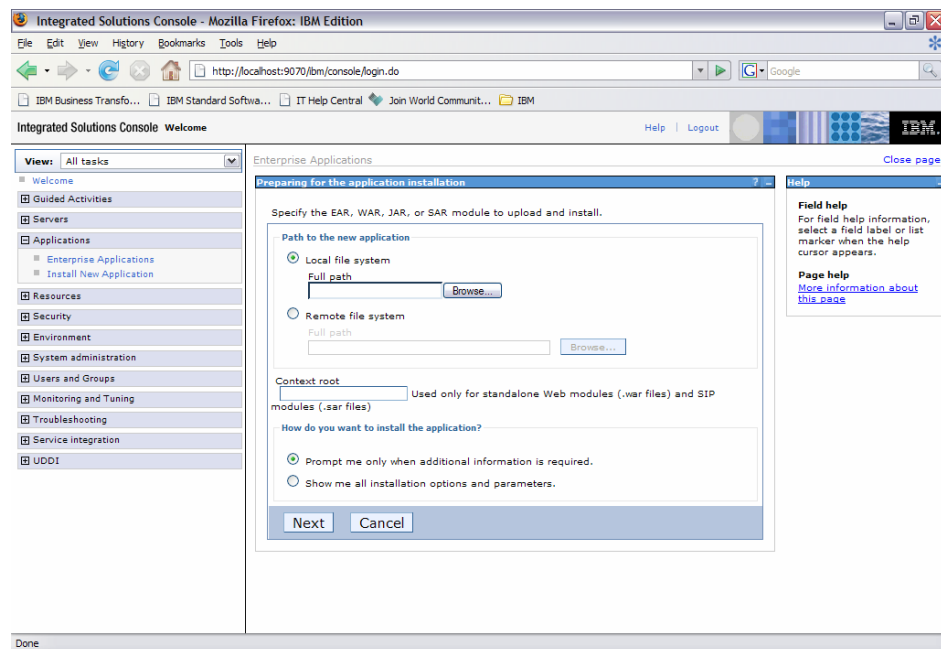 Integrated Solutions Console - Mozilla Firefox: IBM Edition
File Edit View History Bookmarks Tools Help
http://localhost:9070/ibm/console/login.do
G Google
IBM Business Transfo... IBM Standard Softwa... IT Help Central Join World Communit... IBM
Integrated Solutions Console Welcome
Help | Logout
IBM.
View: All tasks
Welcome
Guided Activities
Servers
Applications
Enterprise Applications
Install New Application
Resources
Security
Environment
System administration
Users and Groups
Monitoring and Tuning
Troubleshooting
Service integration
UDDI
Enterprise Applications
Close page
Preparing for the application installation ? –
Specify the EAR, WAR, JAR, or SAR module to upload and install.
Path to the new application
Local file system
Full path
Browse...
Remote file system
Full path
Browse...
Context root
Used only for standalone Web modules (.war files) and SIP
modules (.sar files)
How do you want to install the application?
Prompt me only when additional information is required.
Show me all installation options and parameters.
Next Cancel
Help
Field help
For field help information,
select a field label or list
marker when the help
cursor appears.
Page help
More information about
this page
Done